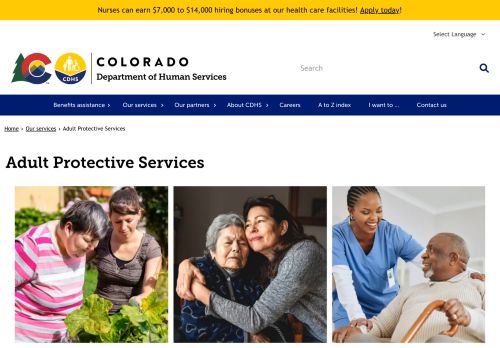 Nurses can earn $7,000 to $14,000 hiring bonuses at our health care facilities! Apply today!
Select Language
COLORADO
Department of Human Services
CDHS
Search
Benefits assistance › Our services › Our partners › About CDHS › Careers A to Z index I want to ... Contact us
Home › Our services › Adult Protective Services
Adult Protective Services